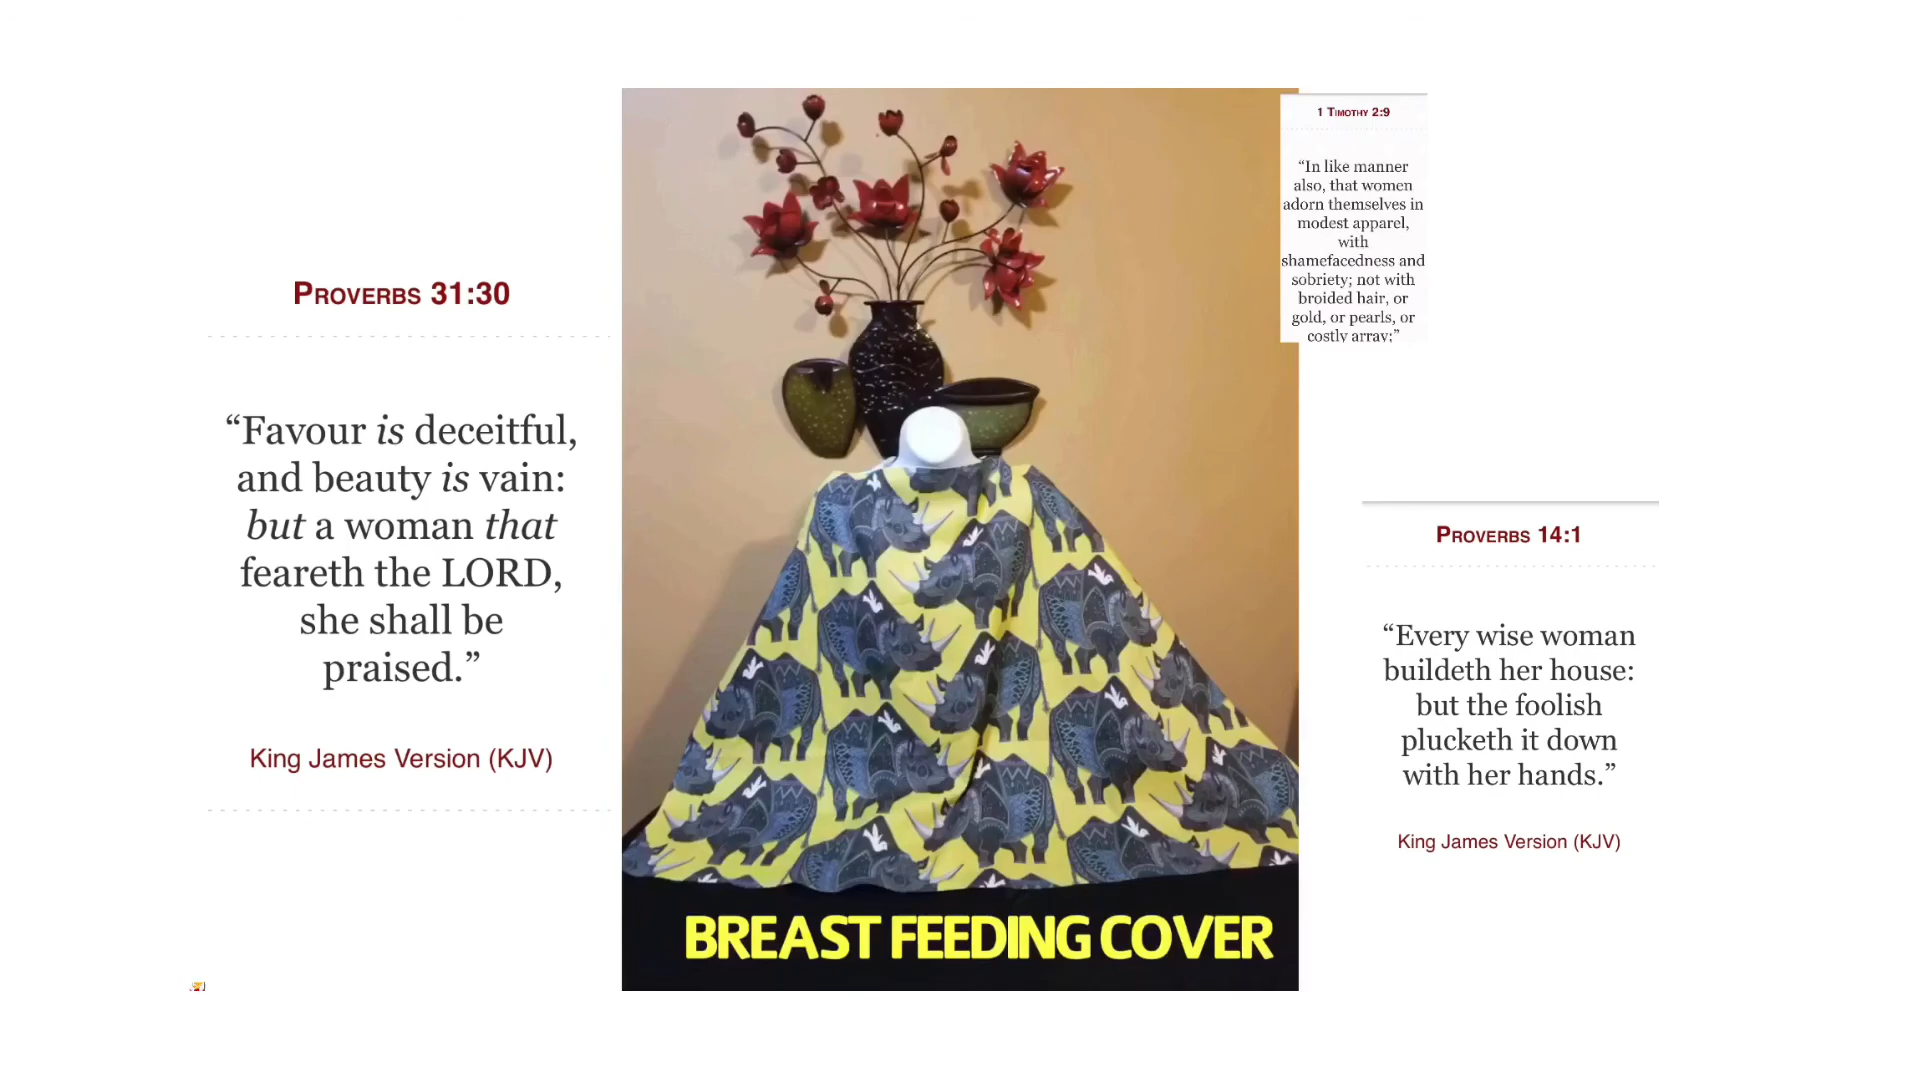 PROVERBS 31:30
“Favour is deceitful,
and beauty is vain:
but a woman that
feareth the LORD,
she shall be
praised.”
King James Version (KJV)
BREAST FEEDING COVER
1 TIMOTHY 2:9
“In like manner
also, that women
adorn themselves in
modest apparel,
with
shamefacedness and
sobriety; not with
broided hair, or
gold, or pearls, or
costly array;”
PROVERBS 14:1
“Every wise woman
buildeth her house:
but the foolish
plucketh it down
with her hands.”
King James Version (KJV)